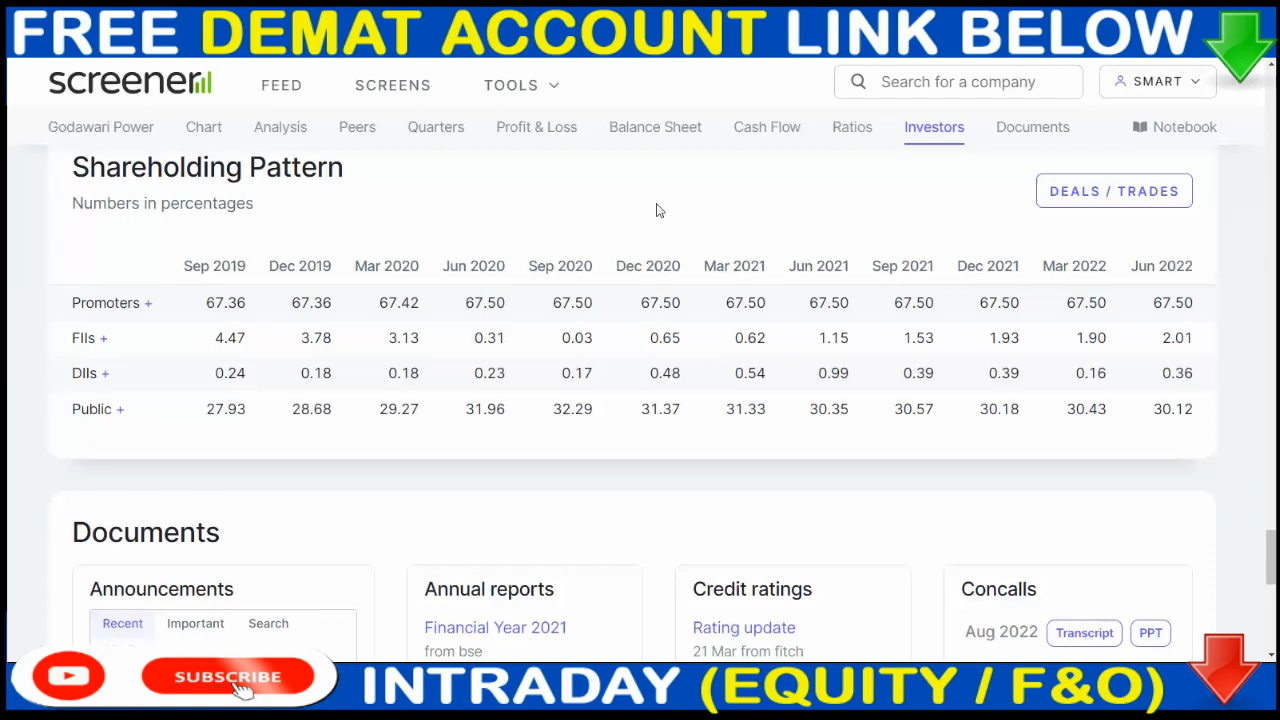 FREE DEMAT ACCOUNT LINK BELOW
screener FEED SCREENS TOOLS Search for a company SMART
Godawari Power Chart Analysis Peers Quarters Profit & Loss Balance Sheet Cash Flow Ratios Investors Documents Notebook
Shareholding Pattern
Numbers in percentages
DEALS / TRADES
Sep 2019 Dec 2019 Mar 2020 Jun 2020 Sep 2020 Dec 2020 Mar 2021 Jun 2021 Sep 2021 Dec 2021 Mar 2022 Jun 2022
Promoters + 67.36 67.36 67.42 67.50 67.50 67.50 67.50 67.50 67.50 67.50 67.50 67.50
FIIs + 4.47 3.78 3.13 0.31 0.03 0.65 0.62 1.15 1.53 1.93 1.90 2.01
DIIs + 0.24 0.18 0.18 0.23 0.17 0.48 0.54 0.99 0.39 0.39 0.16 0.36
Public + 27.93 28.68 29.27 31.96 32.29 31.37 31.33 30.35 30.57 30.18 30.43 30.12
Documents
Announcements Annual reports Credit ratings Concalls
Recent Important Search Financial Year 2021 Rating update Aug 2022 Transcript PPT
from bse 21 Mar from fitch
SUBSCRIBE
INTRADAY (EQUITY / F&O)